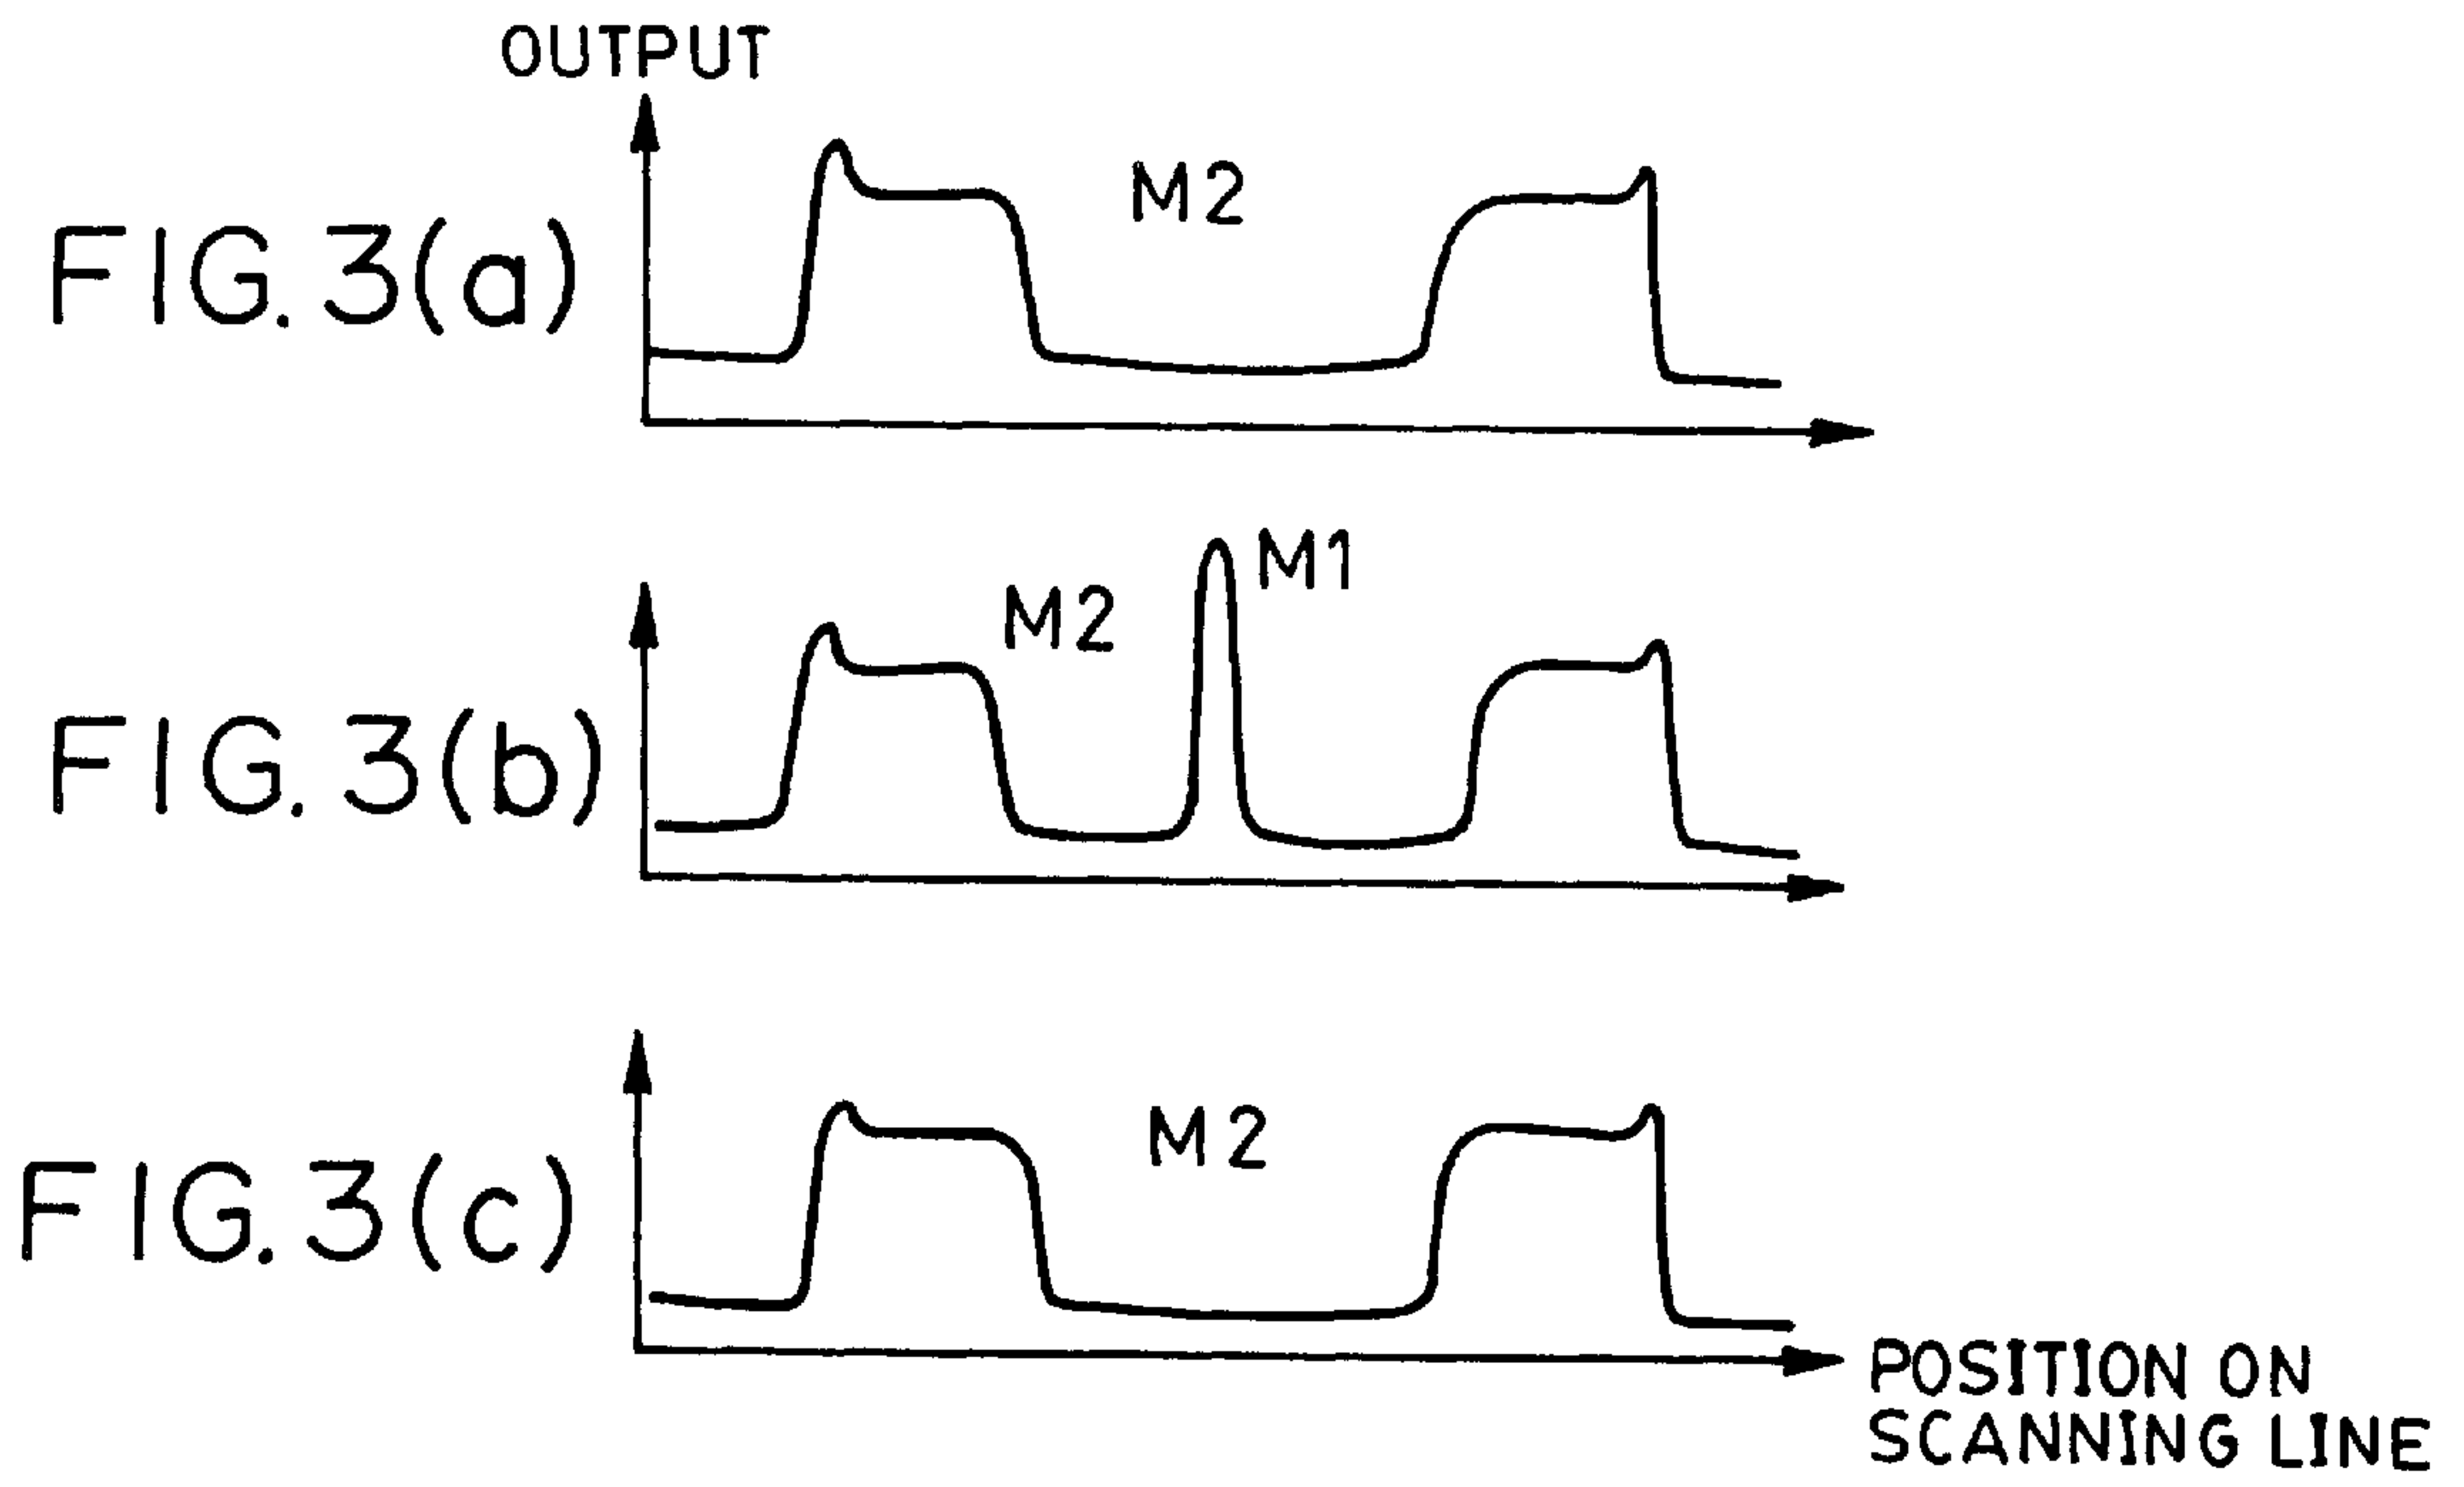 OUTPUT
FIG. 3(a)
M2
FIG. 3(b)
M2
M1
FIG. 3(c)
M2
POSITION ON
SCANNING LINE